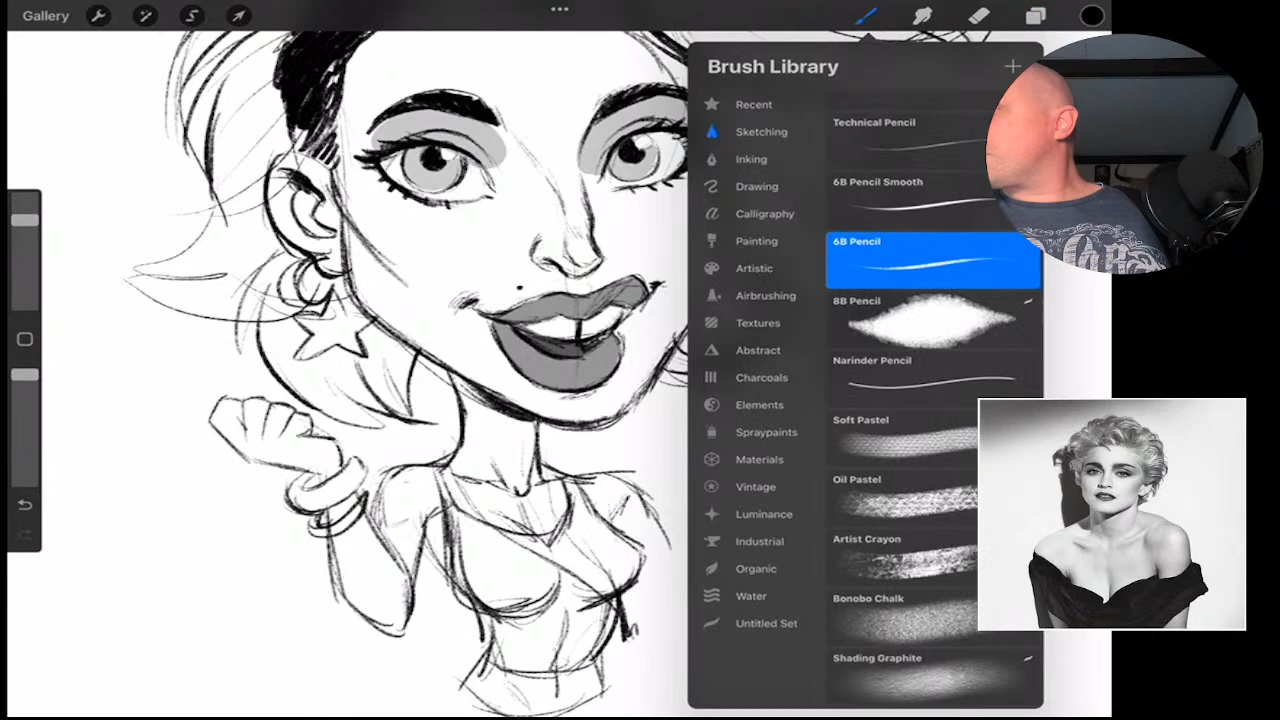 Gallery
Brush Library
Recent
Sketching
Inking
Drawing
Calligraphy
Painting
Artistic
Airbrushing
Textures
Abstract
Charcoals
Elements
Spraypaints
Materials
Vintage
Luminance
Industrial
Organic
Water
Untitled Set
Technical Pencil
6B Pencil Smooth
6B Pencil
8B Pencil
Narinder Pencil
Soft Pastel
Oil Pastel
Artist Crayon
Bonobo Chalk
Shading Graphite